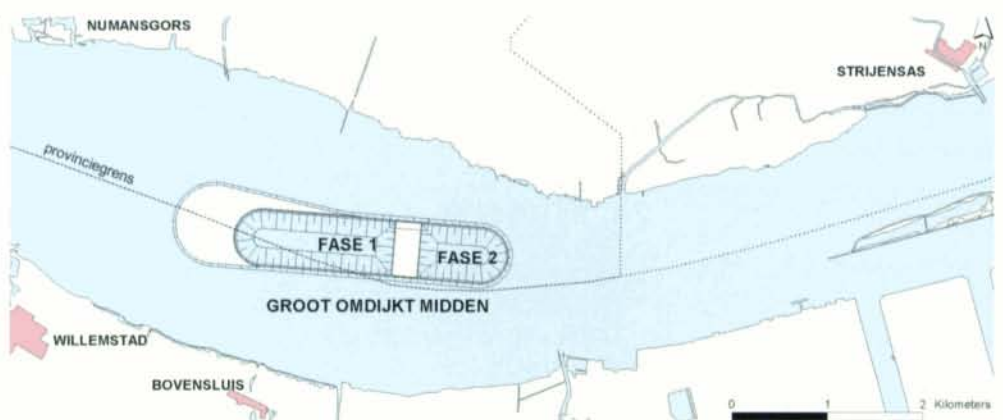 NUMANSGORS
N
STRIJENSAS
provinciegrens
FASE 1
FASE 2
GROOT OMDIJKT MIDDEN
WILLEMSTAD
BOVENSLUIS
0 1 2 Kilometers